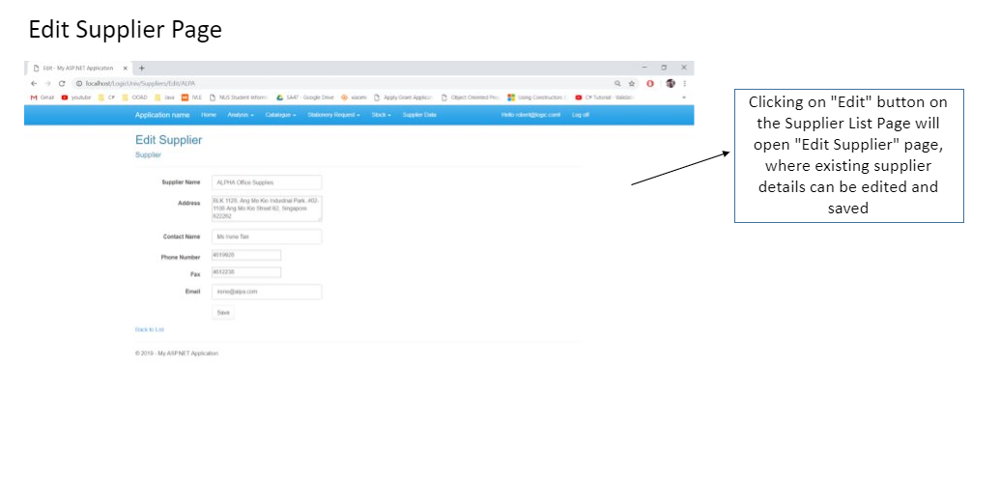 Edit Supplier Page
Edit - My ASP.NET Application
localhost/LogicUniv/Suppliers/Edit/ALPA
Gmail youtube C# OOAD Java IVLE NUS Student Inform SAAT - Google Drive xiaomi Apply Grant Applicat Object Oriented Prog Using Constructors C# Tutorial - Validati
Application name Home Analysis Catalogue Stationery Request Stock Supplier Data Hello robert@logic.com! Log off
Edit Supplier
Supplier
Supplier Name ALPHA Office Supplies
Address BLK 1128, Ang Mo Kio Industrial Park, #02-
1108 Ang Mo Kio Street 62, Singapore
622262
Contact Name Ms Irene Tan
Phone Number 4619928
Fax 4612238
Email irene@alpa.com
Save
Back to List
© 2019 - My ASP.NET Application
Clicking on "Edit" button on
the Supplier List Page will
open "Edit Supplier" page,
where existing supplier
details can be edited and
saved